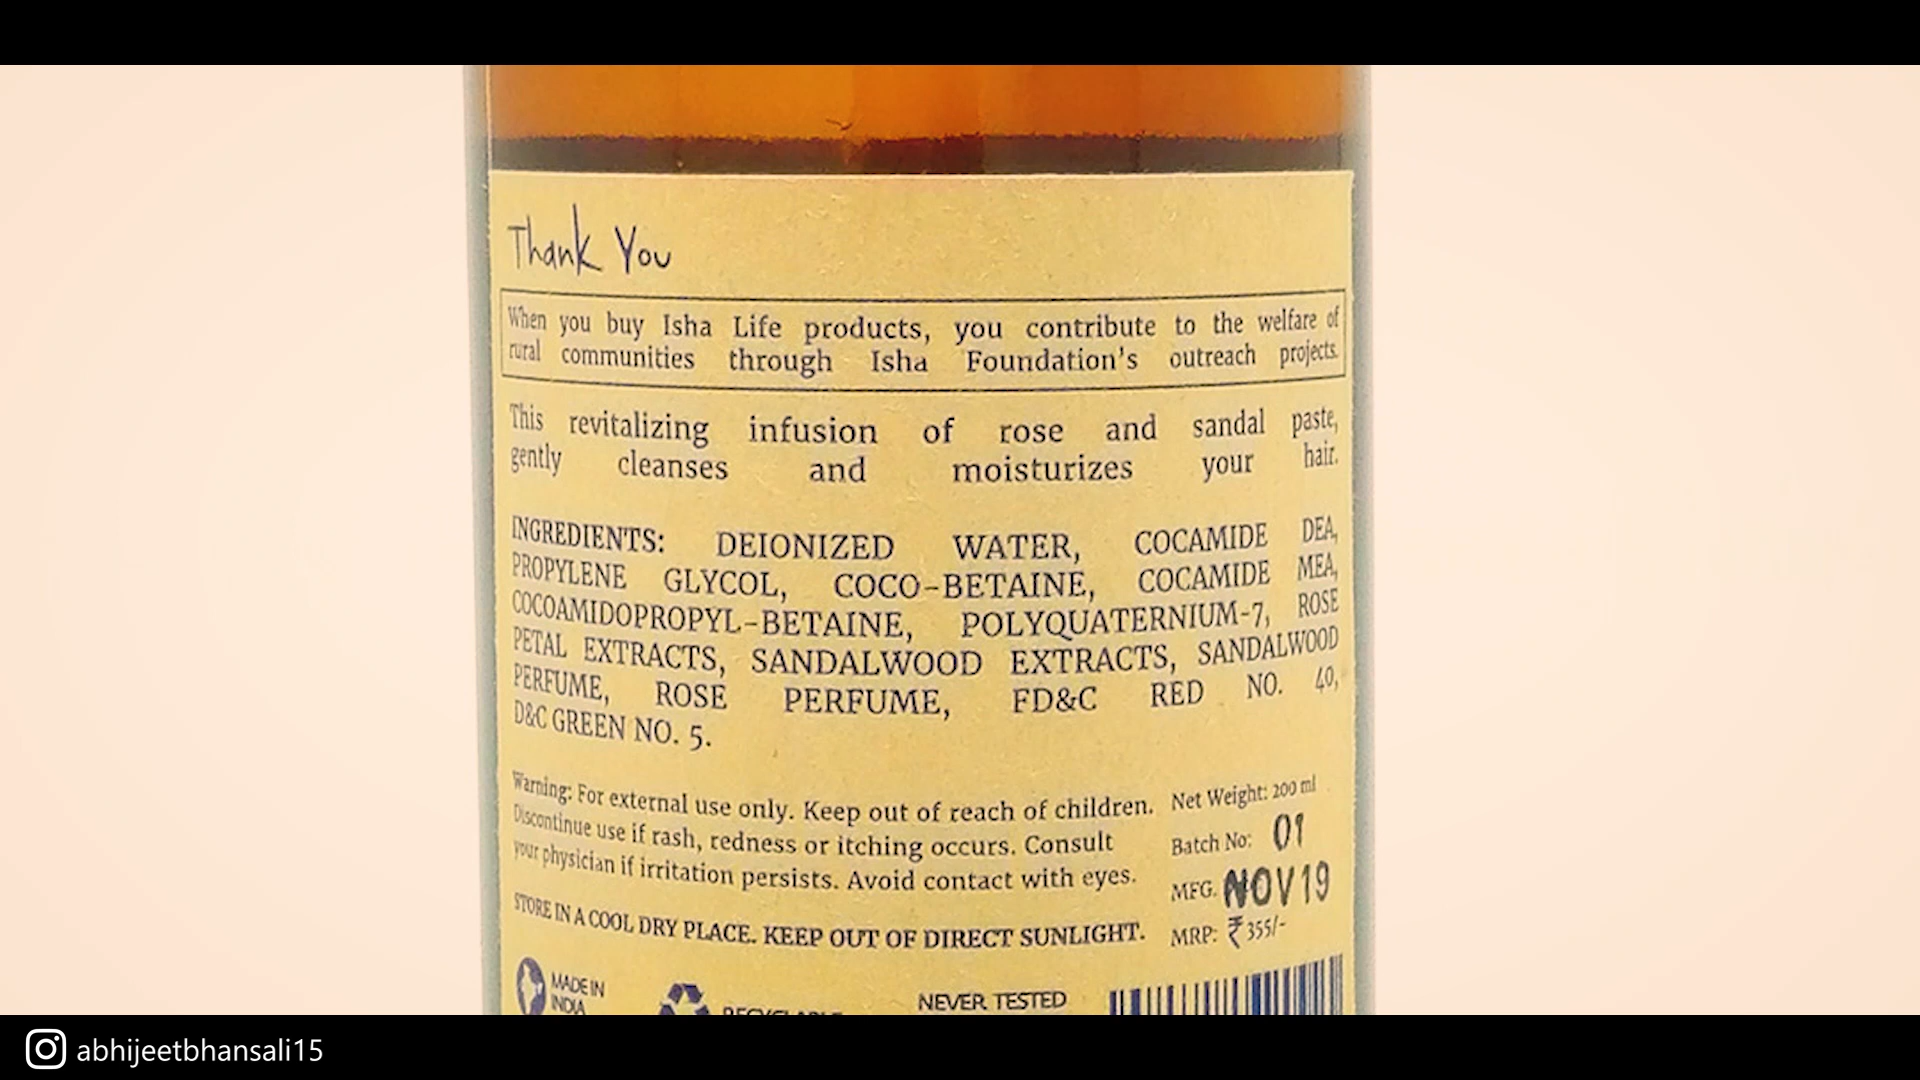 Thank You
When you buy Isha Life products, you contribute to the welfare of
rural communities through Isha Foundation's outreach projects.
This revitalizing infusion of rose and sandal paste,
gently cleanses and moisturizes your hair.
INGREDIENTS: DEIONIZED WATER, COCAMIDE DEA,
PROPYLENE GLYCOL, COCO-BETAINE, COCAMIDE MEA,
COCOAMIDOPROPYL-BETAINE, POLYQUATERNIUM-7, ROSE
PETAL EXTRACTS, SANDALWOOD EXTRACTS, SANDALWOOD
PERFUME, ROSE PERFUME, FD&C RED NO. 40,
D&C GREEN NO. 5.
Warning: For external use only. Keep out of reach of children.
Discontinue use if rash, redness or itching occurs. Consult
your physician if irritation persists. Avoid contact with eyes.
STORE IN A COOL DRY PLACE. KEEP OUT OF DIRECT SUNLIGHT.
Net Weight: 200 ml
Batch No: 01
MFG. NOV19
MRP: ₹ 355/-
MADE IN
INDIA
RECYCLABLE
NEVER TESTED
abhijeetbhansali15